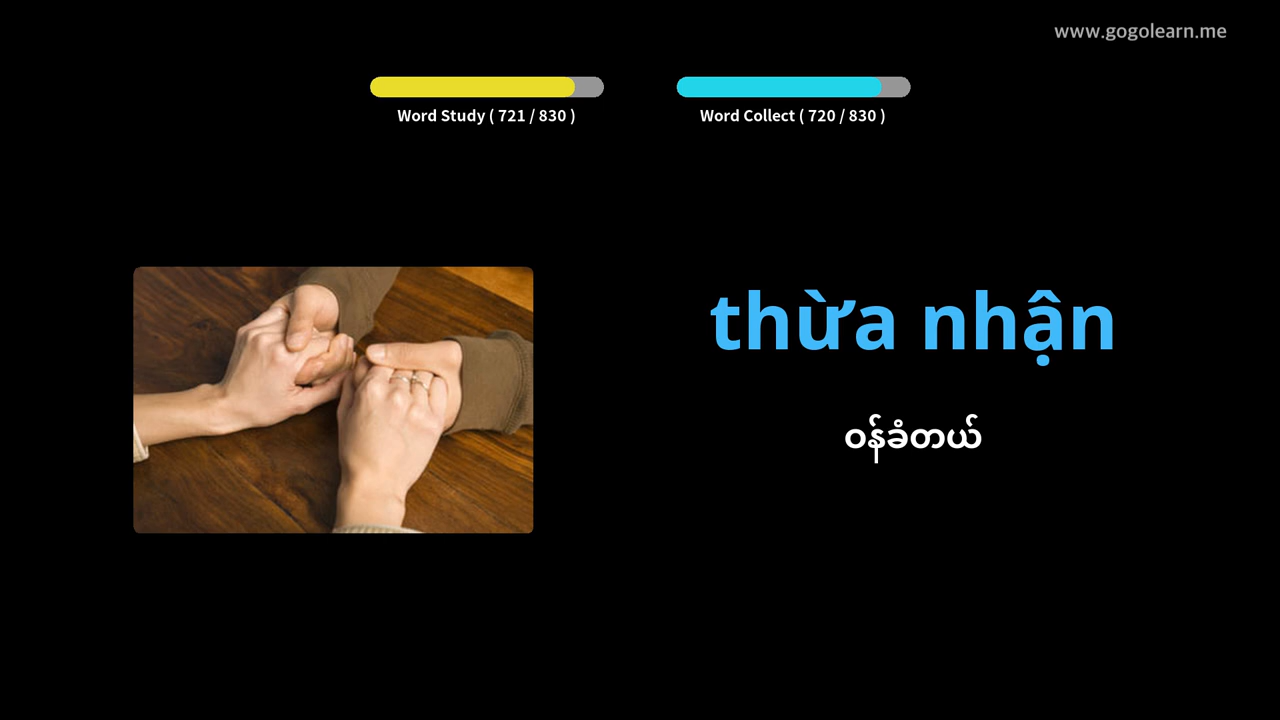 www.gogolearn.me
Word Study ( 721 / 830 )
Word Collect ( 720 / 830 )
thừa nhận
ဝန်ခံတယ်